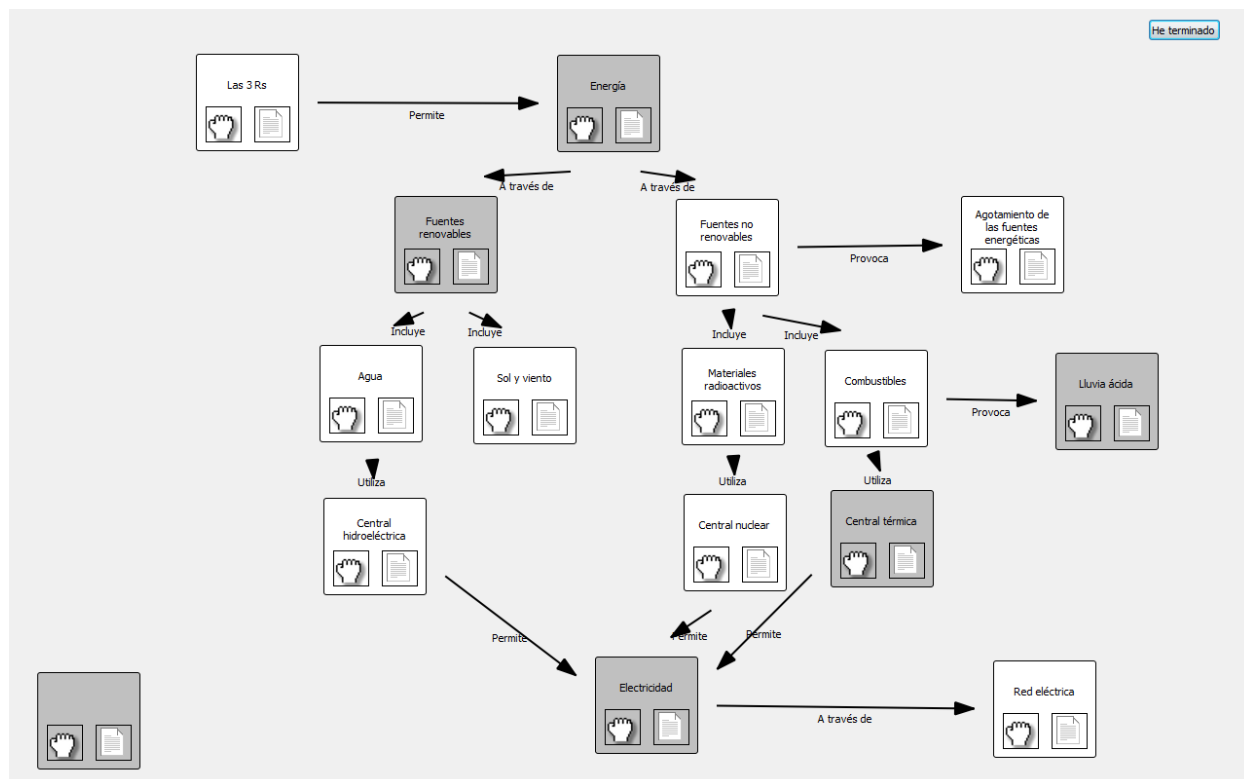 He terminado
Las 3 Rs
Permite
Energía
A través de
A través de
Fuentes
renovables
Fuentes no
renovables
Provoca
Agotamiento de
las fuentes
energéticas
Incluye
Incluye
Incluye
Incluye
Agua
Sol y viento
Materiales
radioactivos
Combustibles
Provoca
Lluvia ácida
Utiliza
Utiliza
Utiliza
Central
hidroeléctrica
Central nuclear
Central térmica
Permite
Permite
Permite
Electricidad
A través de
Red eléctrica